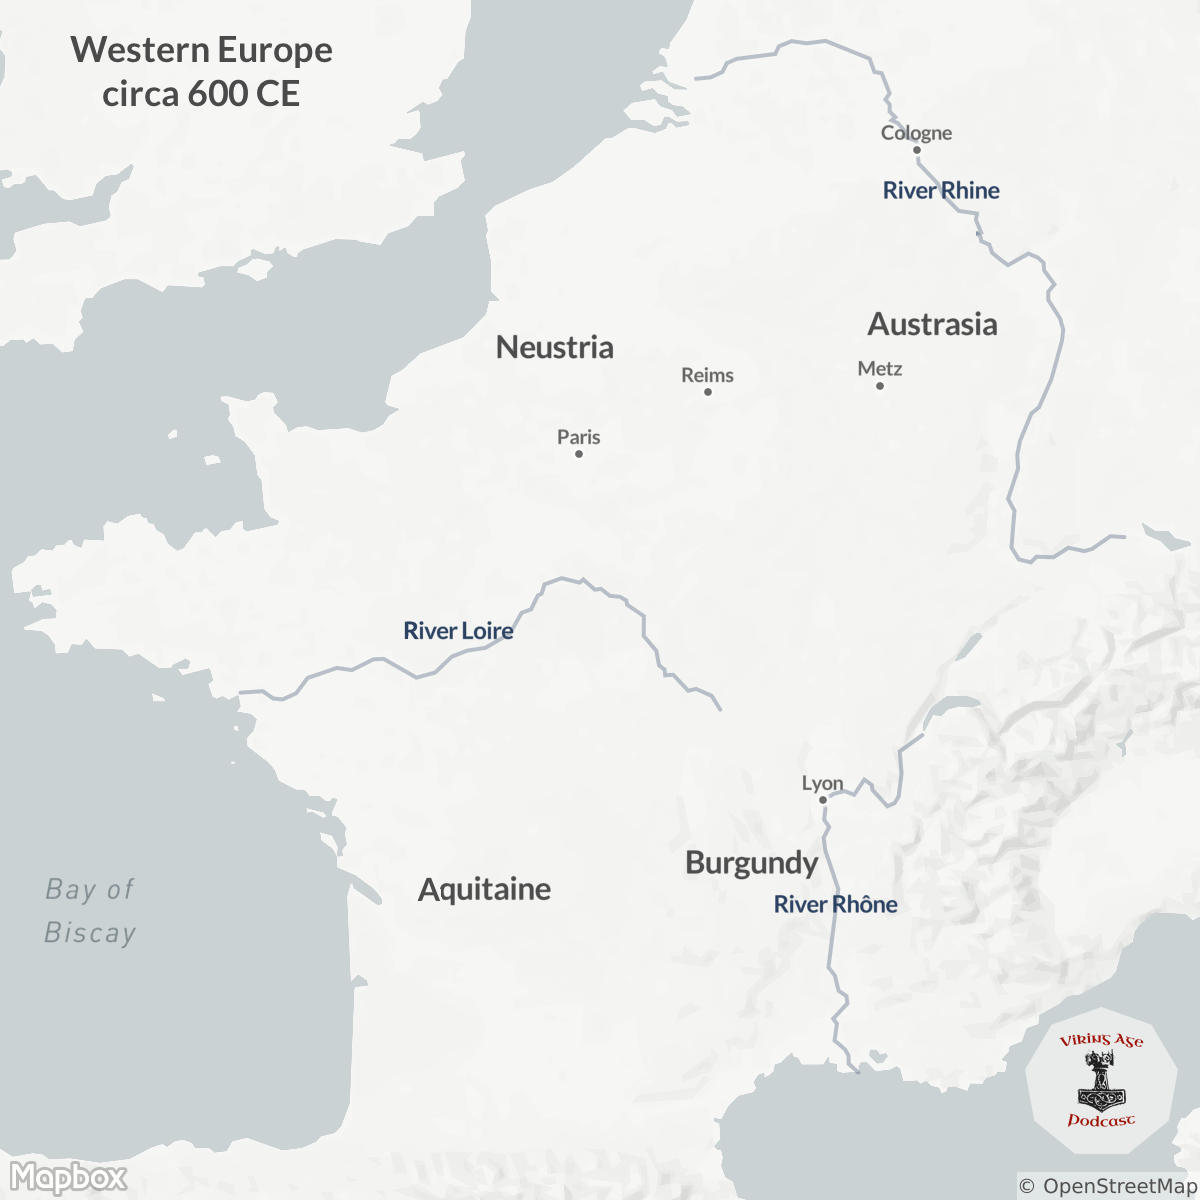 Western Europe
circa 600 CE
Cologne
River Rhine
Austrasia
Neustria
Metz
Reims
Paris
River Loire
Lyon
Burgundy
Aquitaine
River Rhône
Bay of
Biscay
Viking Age
Podcast
Mapbox
© OpenStreetMap